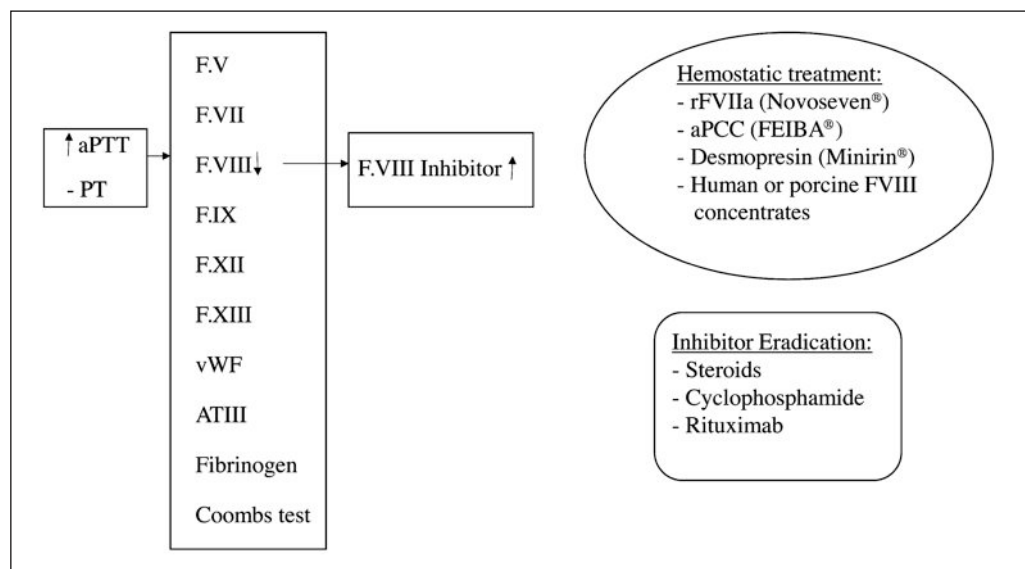 ↑ aPTT
- PT
F.V
F.VII
F.VIII↓
F.IX
F.XII
F.XIII
vWF
ATIII
Fibrinogen
Coombs test
F.VIII Inhibitor ↑
Hemostatic treatment:
- rFVIIa (Novoseven®)
- aPCC (FEIBA®)
- Desmopresin (Minirin®)
- Human or porcine FVIII
concentrates
Inhibitor Eradication:
- Steroids
- Cyclophosphamide
- Rituximab